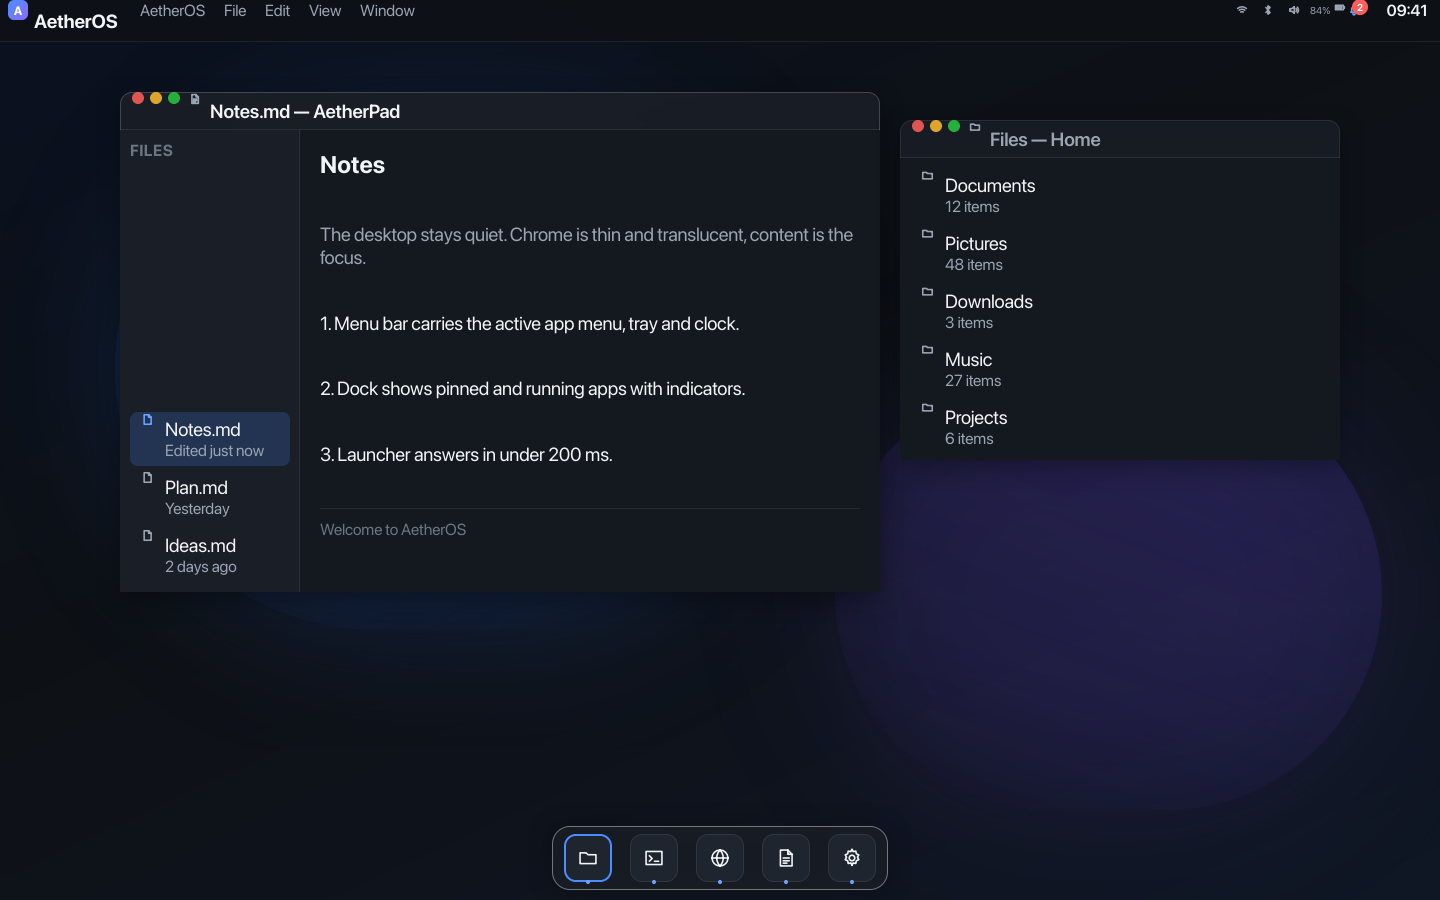 A AetherOS AetherOS File Edit View Window 84% 2 09:41
Notes.md — AetherPad
FILES
Notes.md
Edited just now
Plan.md
Yesterday
Ideas.md
2 days ago
Notes
The desktop stays quiet. Chrome is thin and translucent, content is the
focus.
1. Menu bar carries the active app menu, tray and clock.
2. Dock shows pinned and running apps with indicators.
3. Launcher answers in under 200 ms.
Welcome to AetherOS
Files — Home
Documents
12 items
Pictures
48 items
Downloads
3 items
Music
27 items
Projects
6 items